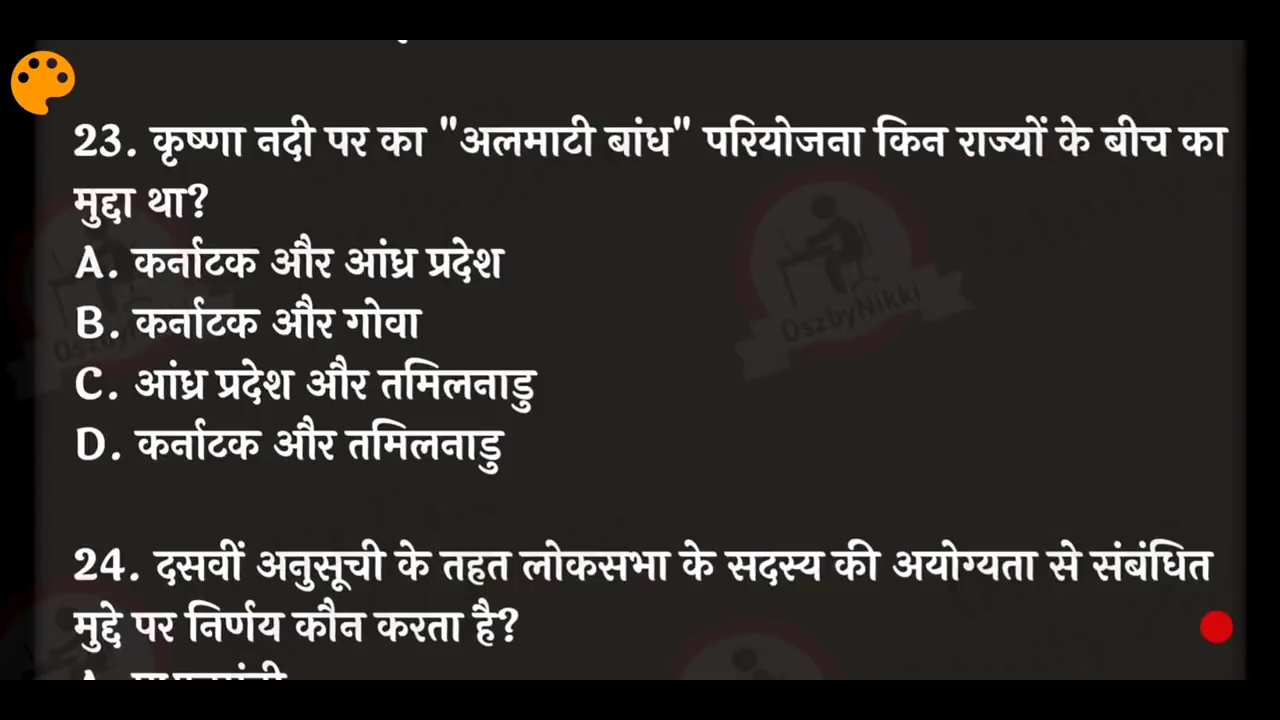 23. कृष्णा नदी पर का "अलमाटी बांध" परियोजना किन राज्यों के बीच का
मुद्दा था?
A. कर्नाटक और आंध्र प्रदेश
B. कर्नाटक और गोवा
C. आंध्र प्रदेश और तमिलनाडु
D. कर्नाटक और तमिलनाडु
OszbyNikki
24. दसवीं अनुसूची के तहत लोकसभा के सदस्य की अयोग्यता से संबंधित
मुद्दे पर निर्णय कौन करता है?